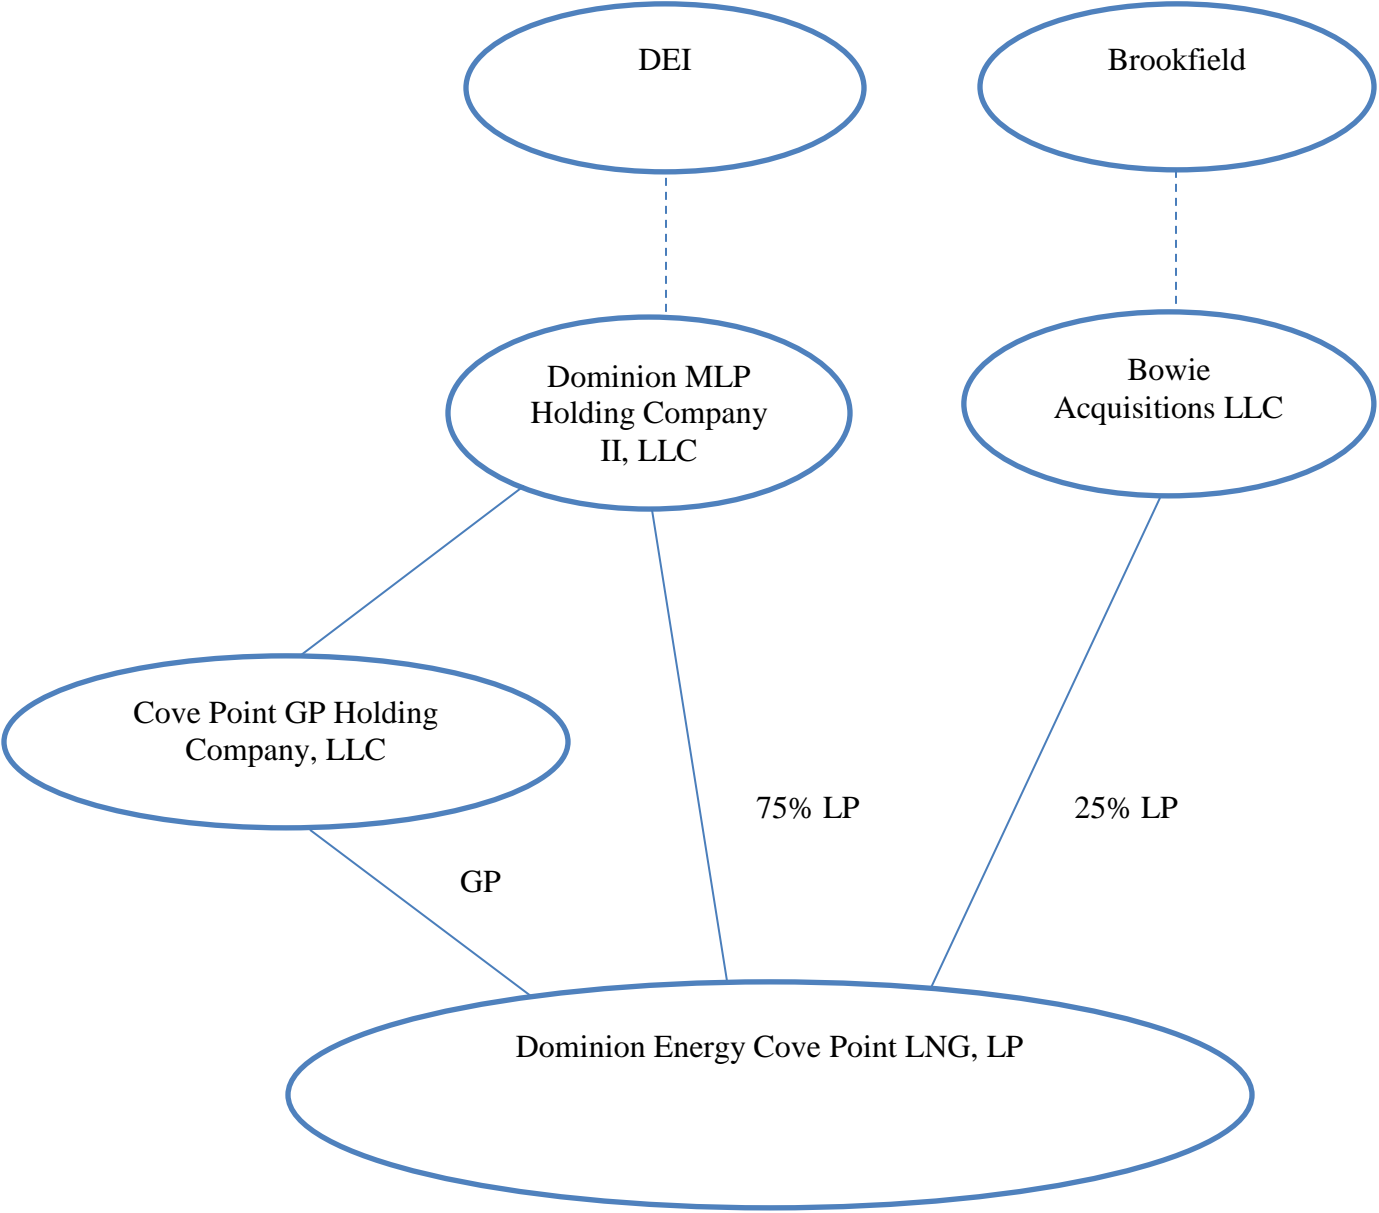 DEI
Brookfield
Dominion MLP
Holding Company
II, LLC
Bowie
Acquisitions LLC
Cove Point GP Holding
Company, LLC
75% LP
25% LP
GP
Dominion Energy Cove Point LNG, LP